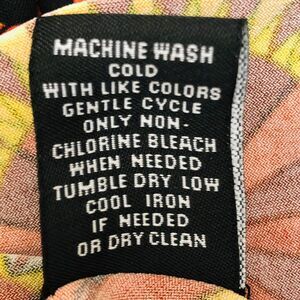 MACHINE WASH
COLD
WITH LIKE COLORS
GENTLE CYCLE
ONLY NON-
CHLORINE BLEACH
WHEN NEEDED
TUMBLE DRY LOW
COOL IRON
IF NEEDED
OR DRY CLEAN